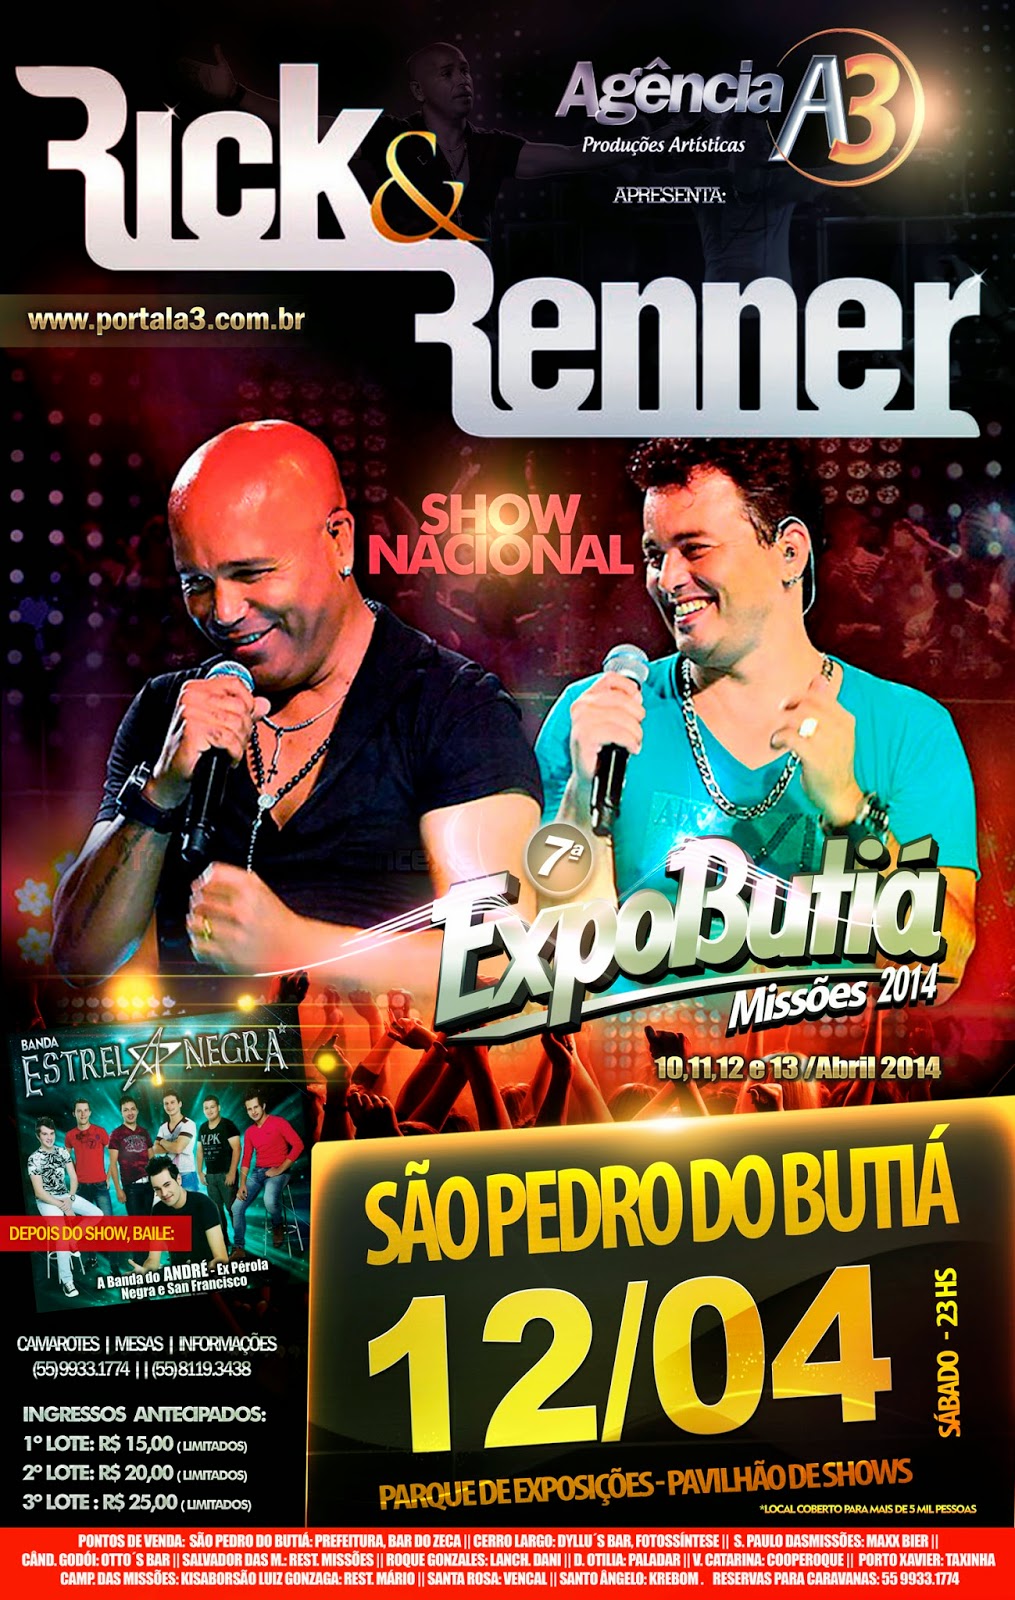 Rick &
Renner
Agência A3
Produções Artísticas
APRESENTA:
www.portala3.com.br
SHOW
NACIONAL
7ª
ExpoButiá
Missões 2014
10,11,12 e 13 /Abril 2014
BANDA
ESTRELA NEGRA
DEPOIS DO SHOW, BAILE:
A Banda do ANDRÉ - Ex Pérola
Negra e San Francisco
SÃO PEDRO DO BUTIÁ
12/04
SÁBADO - 23 HS
PARQUE DE EXPOSIÇÕES - PAVILHÃO DE SHOWS
*LOCAL COBERTO PARA MAIS DE 5 MIL PESSOAS
CAMAROTES | MESAS | INFORMAÇÕES
(55) 9933.1774 | | (55) 8119.3438
INGRESSOS ANTECIPADOS:
1º LOTE: R$ 15,00 ( LIMITADOS)
2º LOTE: R$ 20,00 ( LIMITADOS)
3º LOTE : R$ 25,00 ( LIMITADOS)
PONTOS DE VENDA: SÃO PEDRO DO BUTIÁ: PREFEITURA, BAR DO ZECA || CERRO LARGO: DYLLU´S BAR, FOTOSSÍNTESE || S. PAULO DASMISSÕES: MAXX BIER ||
CÂND. GODÓI: OTTO´S BAR || SALVADOR DAS M.: REST. MISSÕES || ROQUE GONZALES: LANCH. DANI || D. OTILIA: PALADAR || V. CATARINA: COOPEROQUE || PORTO XAVIER: TAXINHA
CAMP. DAS MISSÕES: KISABORSÃO LUIZ GONZAGA: REST. MÁRIO || SANTA ROSA: VENCAL || SANTO ÂNGELO: KREBOM . RESERVAS PARA CARAVANAS: 55 9933.1774